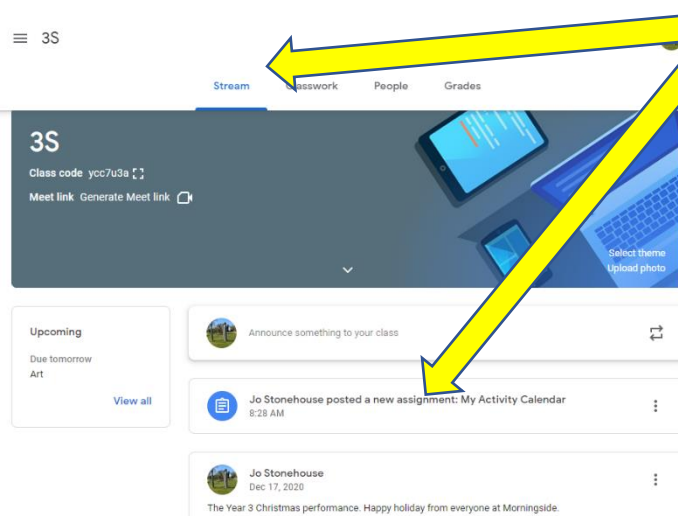 3S
Stream Classwork People Grades
3S
Class code ycc7u3a
Meet link Generate Meet link
Select theme
Upload photo
Upcoming
Due tomorrow
Art
View all
Announce something to your class
Jo Stonehouse posted a new assignment: My Activity Calendar
8:28 AM
Jo Stonehouse
Dec 17, 2020
The Year 3 Christmas performance. Happy holiday from everyone at Morningside.